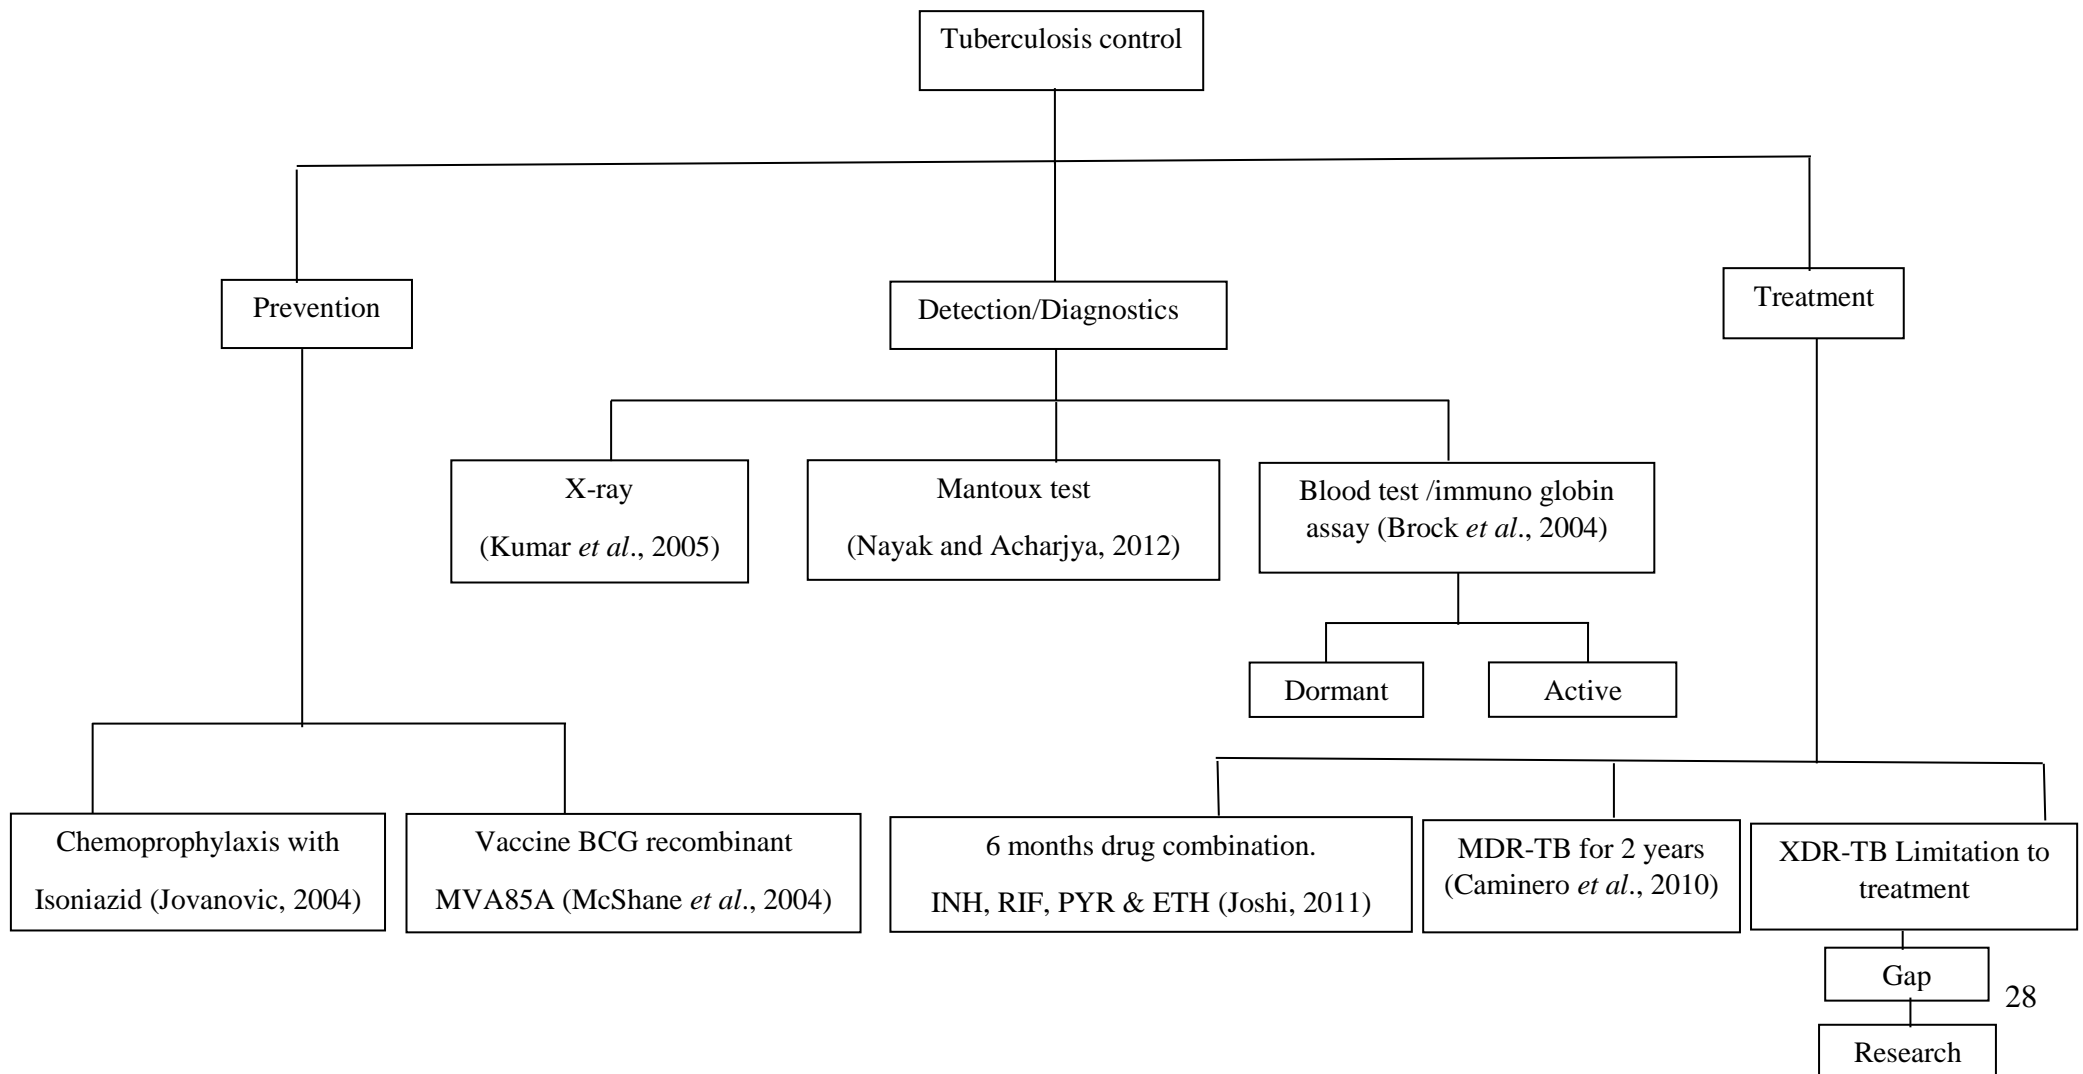 Tuberculosis control
Prevention
Detection/Diagnostics
Treatment
X-ray
(Kumar et al., 2005)
Mantoux test
(Nayak and Acharjya, 2012)
Blood test /immuno globin
assay (Brock et al., 2004)
Dormant
Active
Chemoprophylaxis with
Isoniazid (Jovanovic, 2004)
Vaccine BCG recombinant
MVA85A (McShane et al., 2004)
6 months drug combination.
INH, RIF, PYR & ETH (Joshi, 2011)
MDR-TB for 2 years
(Caminero et al., 2010)
XDR-TB Limitation to
treatment
Gap
28
Research